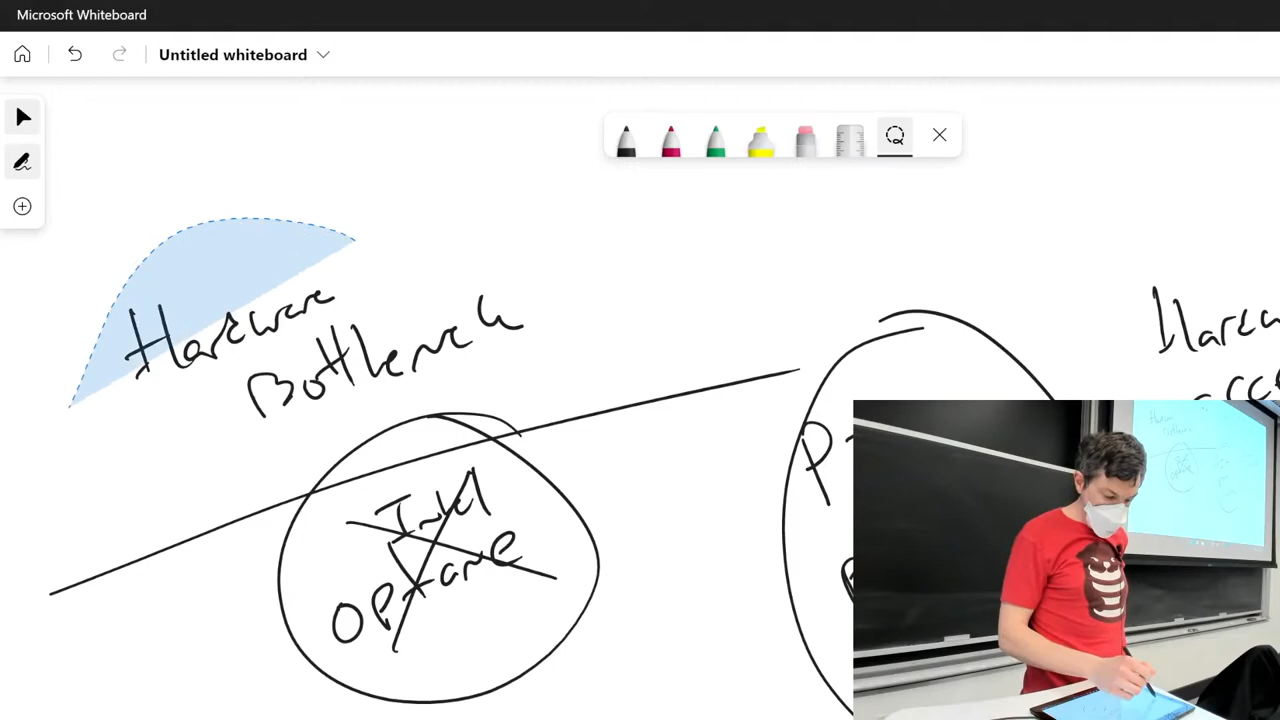 Microsoft Whiteboard
Untitled whiteboard
Hardware
Bottleneck
Intel
Optane